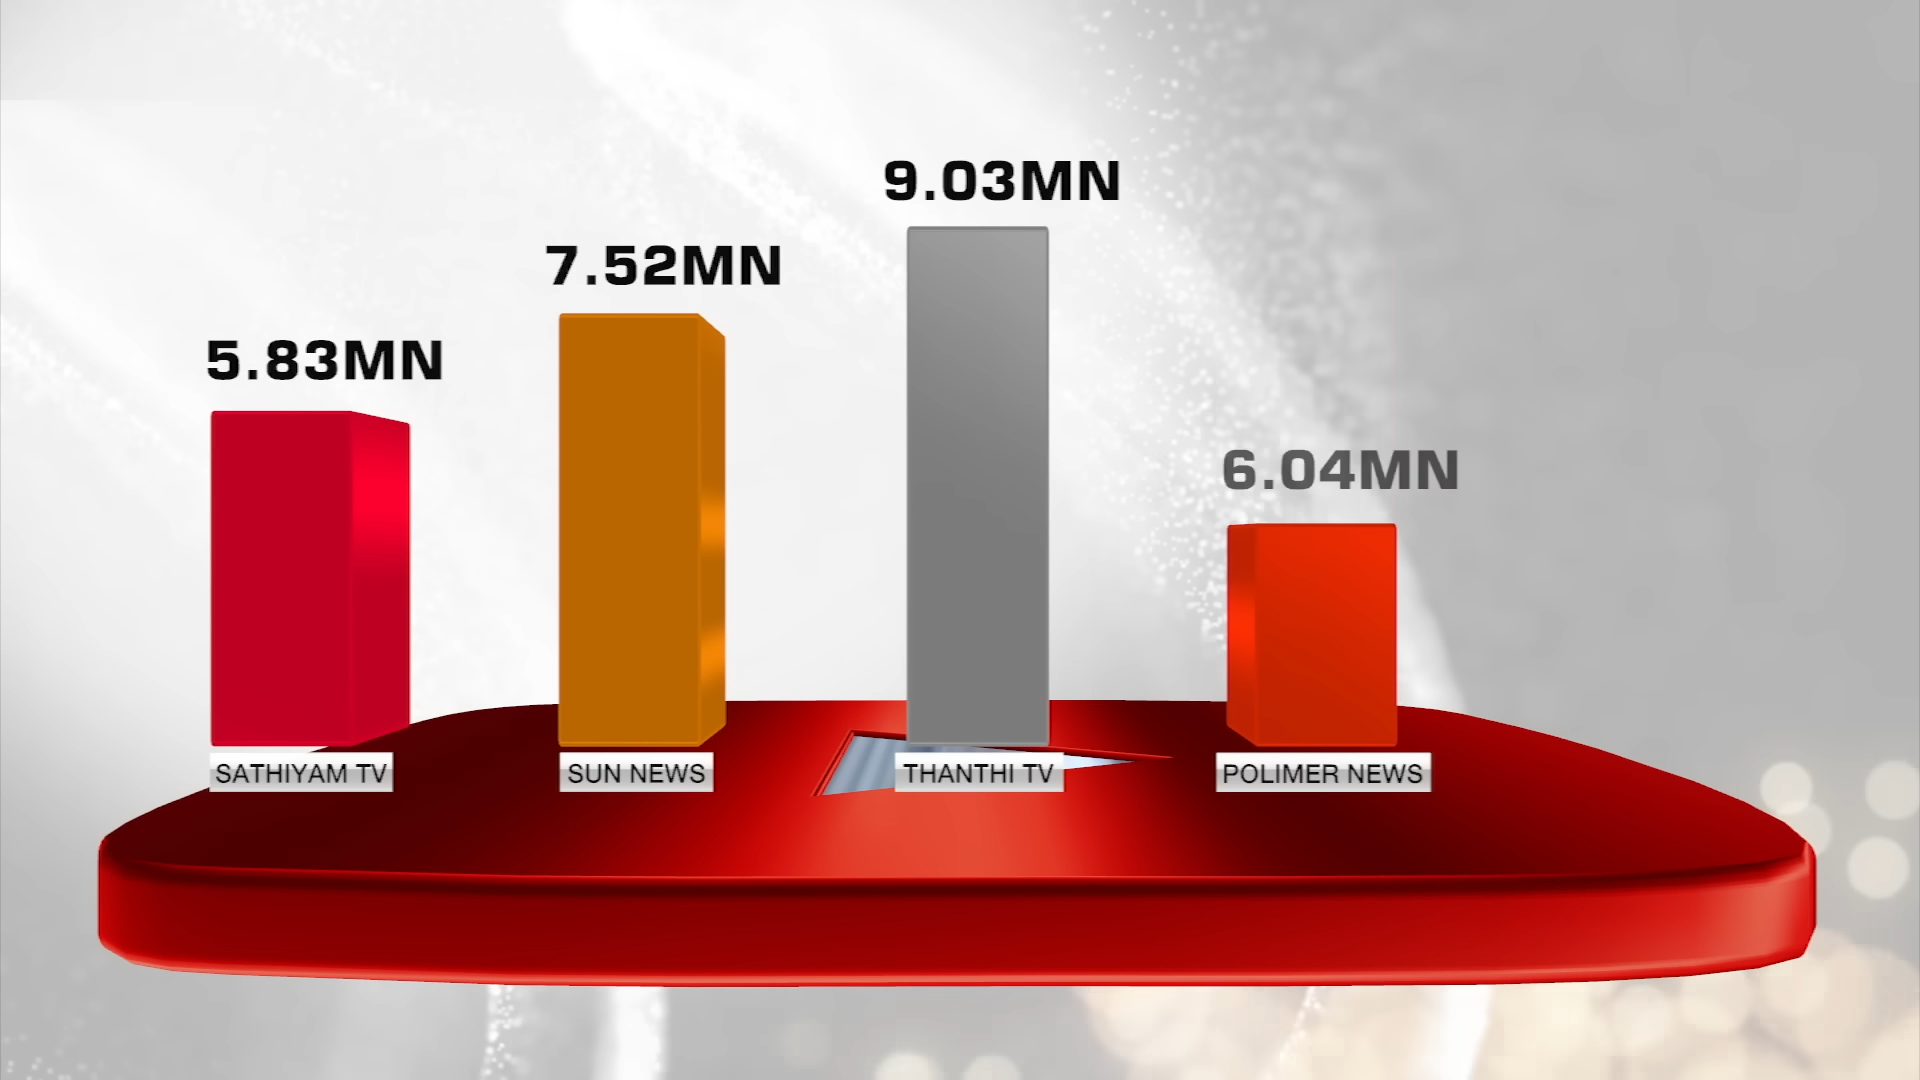 9.03MN
7.52MN
5.83MN
6.04MN
SATHIYAM TV
SUN NEWS
THANTHI TV
POLIMER NEWS